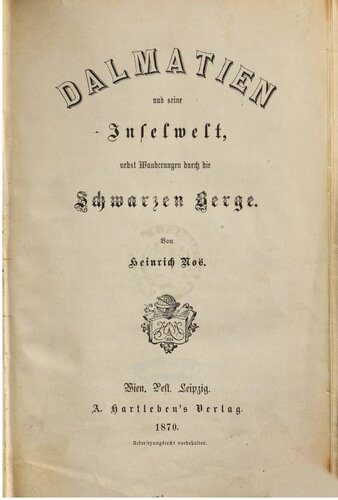 DALMATIEN
und seine
Inselwelt,
nebst Wandrungen durch die
Schwarzen Berge.
Von
Heinrich Noë.
Wien. Pest. Leipzig.
A. Hartleben's Verlag.
1870.
Uebersetzungsrecht vorbehalten.